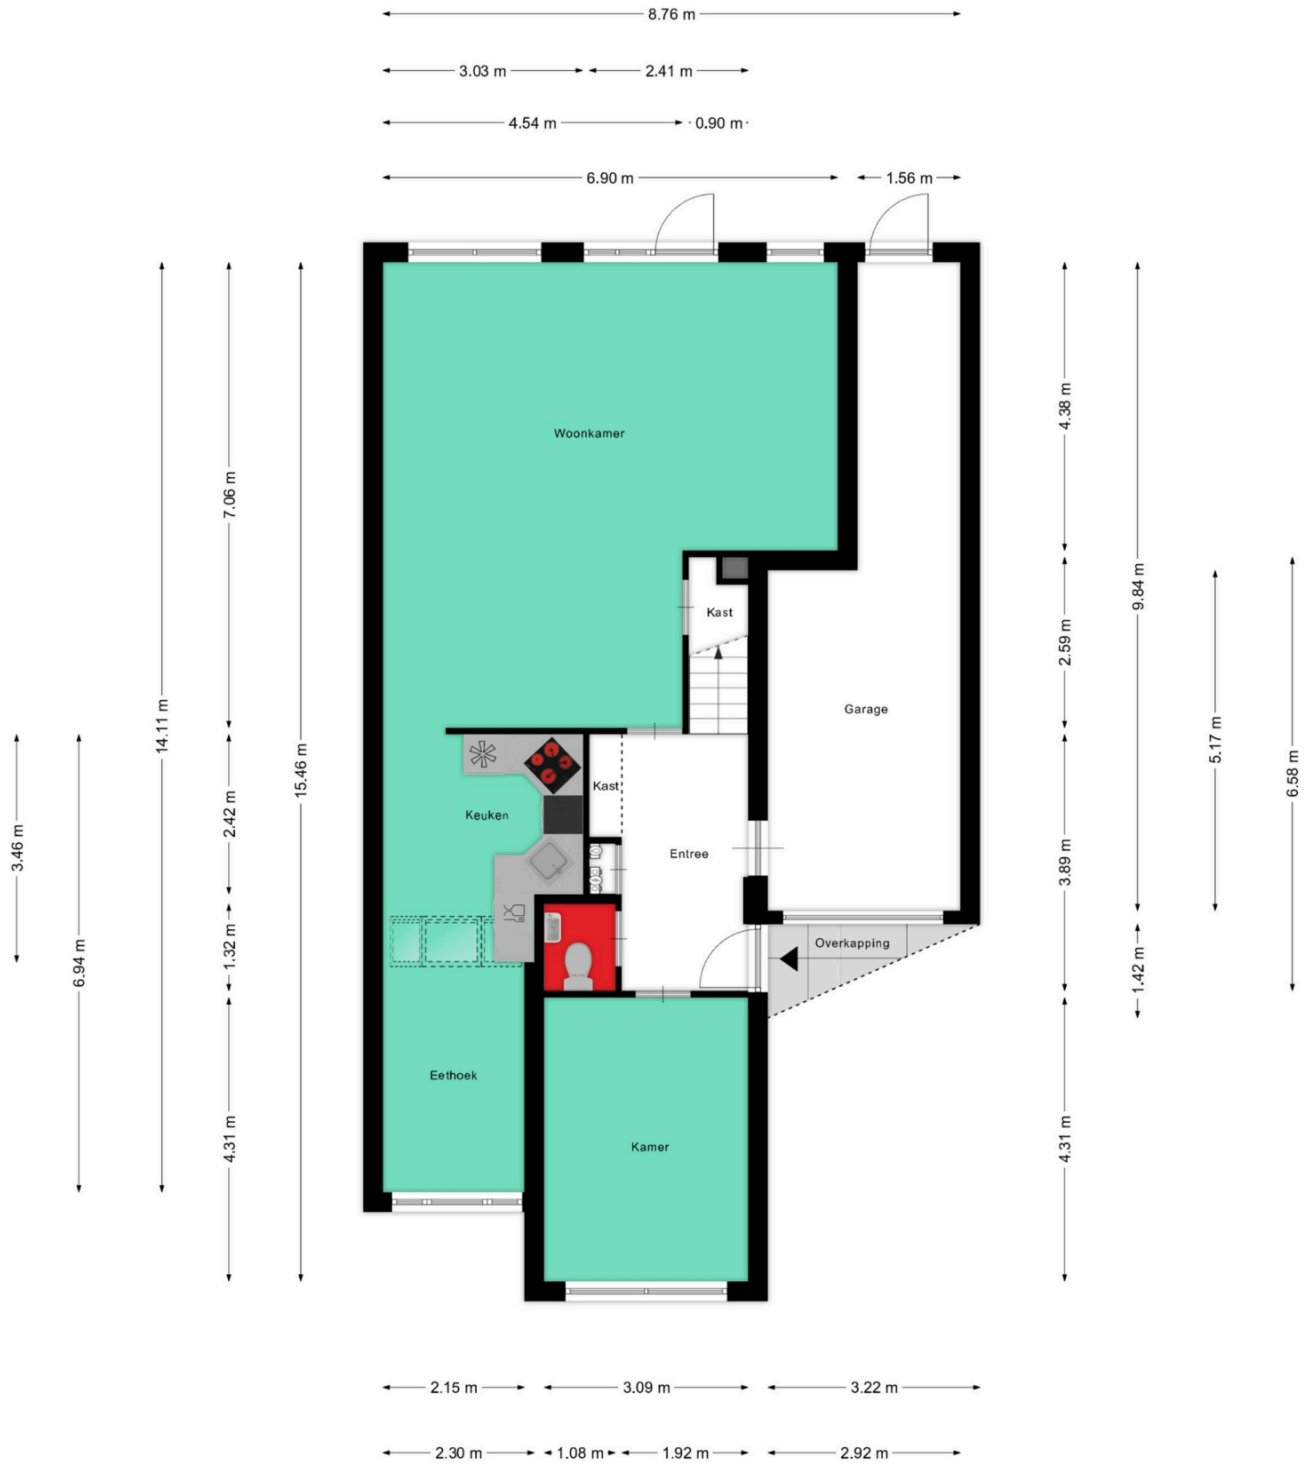 8.76 m
3.03 m
2.41 m
4.54 m
0.90 m
6.90 m
1.56 m
Woonkamer
4.38 m
7.06 m
9.84 m
Kast
2.59 m
6.58 m
Garage
14.11 m
5.17 m
15.46 m
Kast
Keuken
2.42 m
3.46 m
Entree
3.89 m
Overkapping
1.32 m
6.94 m
1.42 m
Eethoek
4.31 m
Kamer
4.31 m
2.15 m
3.09 m
3.22 m
2.30 m
1.08 m
1.92 m
2.92 m